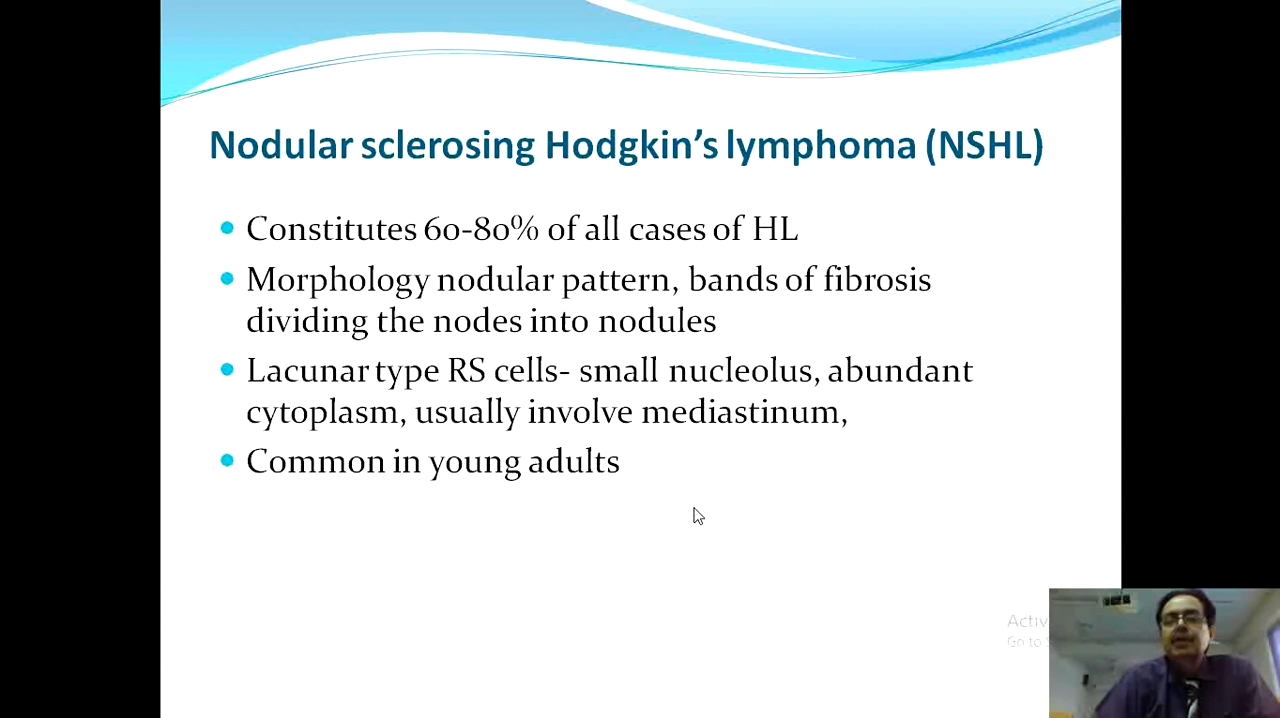 Nodular sclerosing Hodgkin’s lymphoma (NSHL)
• Constitutes 60-80% of all cases of HL
• Morphology nodular pattern, bands of fibrosis
dividing the nodes into nodules
• Lacunar type RS cells- small nucleolus, abundant
cytoplasm, usually involve mediastinum,
• Common in young adults
Activ
Go to S